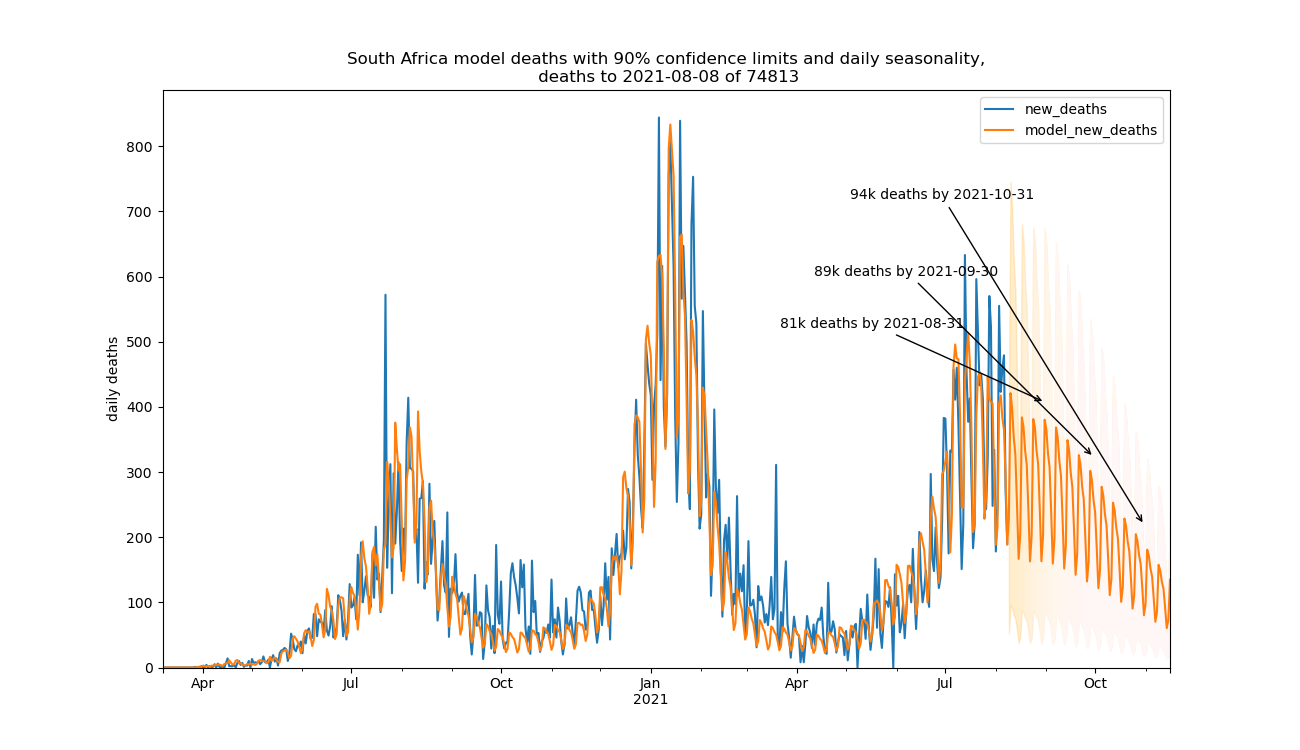 South Africa model deaths with 90% confidence limits and daily seasonality,
deaths to 2021-08-08 of 74813
new_deaths
model_new_deaths
94k deaths by 2021-10-31
89k deaths by 2021-09-30
81k deaths by 2021-08-31
daily deaths
800
700
600
500
400
300
200
100
0
Apr
Jul
Oct
Jan
2021
Apr
Jul
Oct